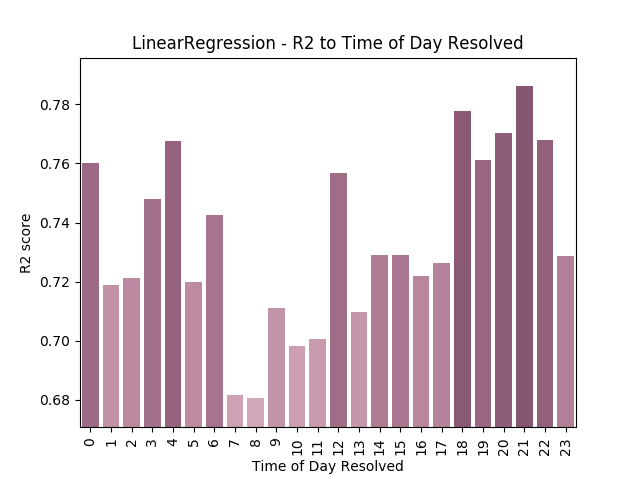 LinearRegression - R2 to Time of Day Resolved
R2 score
0.78
0.76
0.74
0.72
0.70
0.68
0 1 2 3 4 5 6 7 8 9 10 11 12 13 14 15 16 17 18 19 20 21 22 23
Time of Day Resolved